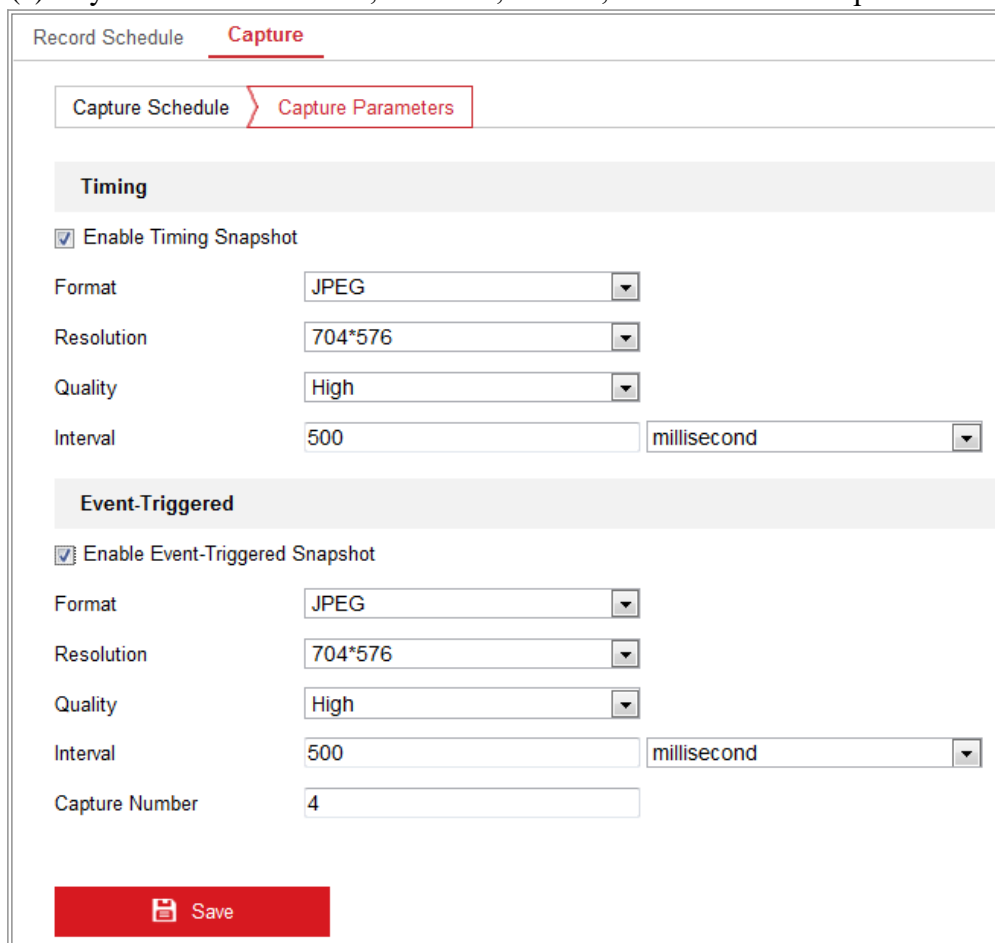 Record Schedule Capture
Capture Schedule Capture Parameters
Timing
Enable Timing Snapshot
Format JPEG
Resolution 704*576
Quality High
Interval 500 millisecond
Event-Triggered
Enable Event-Triggered Snapshot
Format JPEG
Resolution 704*576
Quality High
Interval 500 millisecond
Capture Number 4
Save